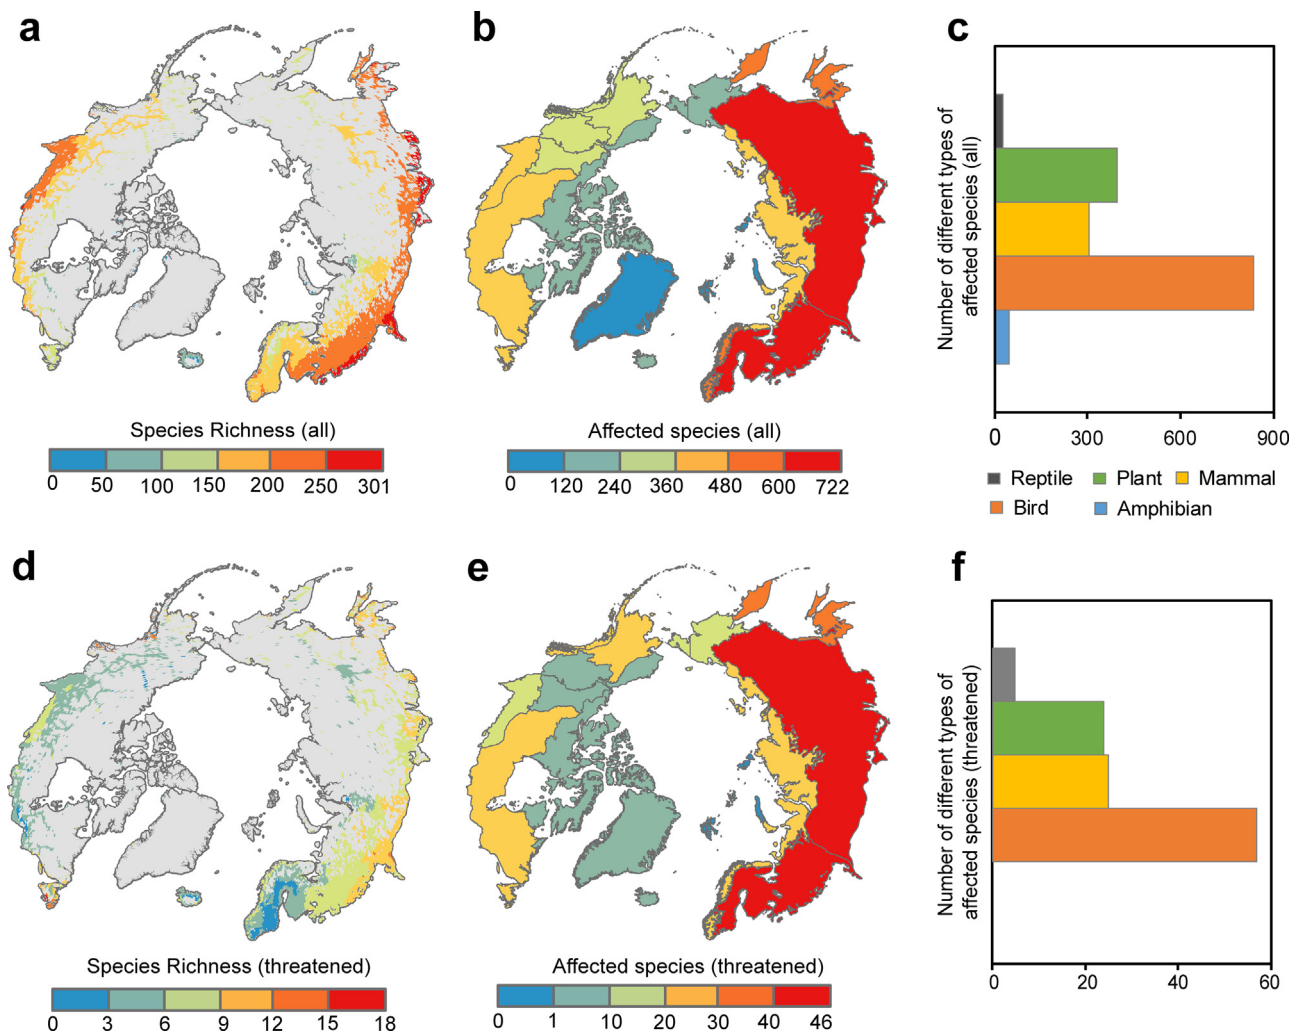 a
b
c
Number of different types of
affected species (all)
Species Richness (all)
0 50 100 150 200 250 301
Affected species (all)
0 120 240 360 480 600 722
0 300 600 900
Reptile Plant Mammal
Bird Amphibian
d
e
f
Number of different types of
affected species (threatened)
Species Richness (threatened)
0 3 6 9 12 15 18
Affected species (threatened)
0 1 10 20 30 40 46
0 20 40 60